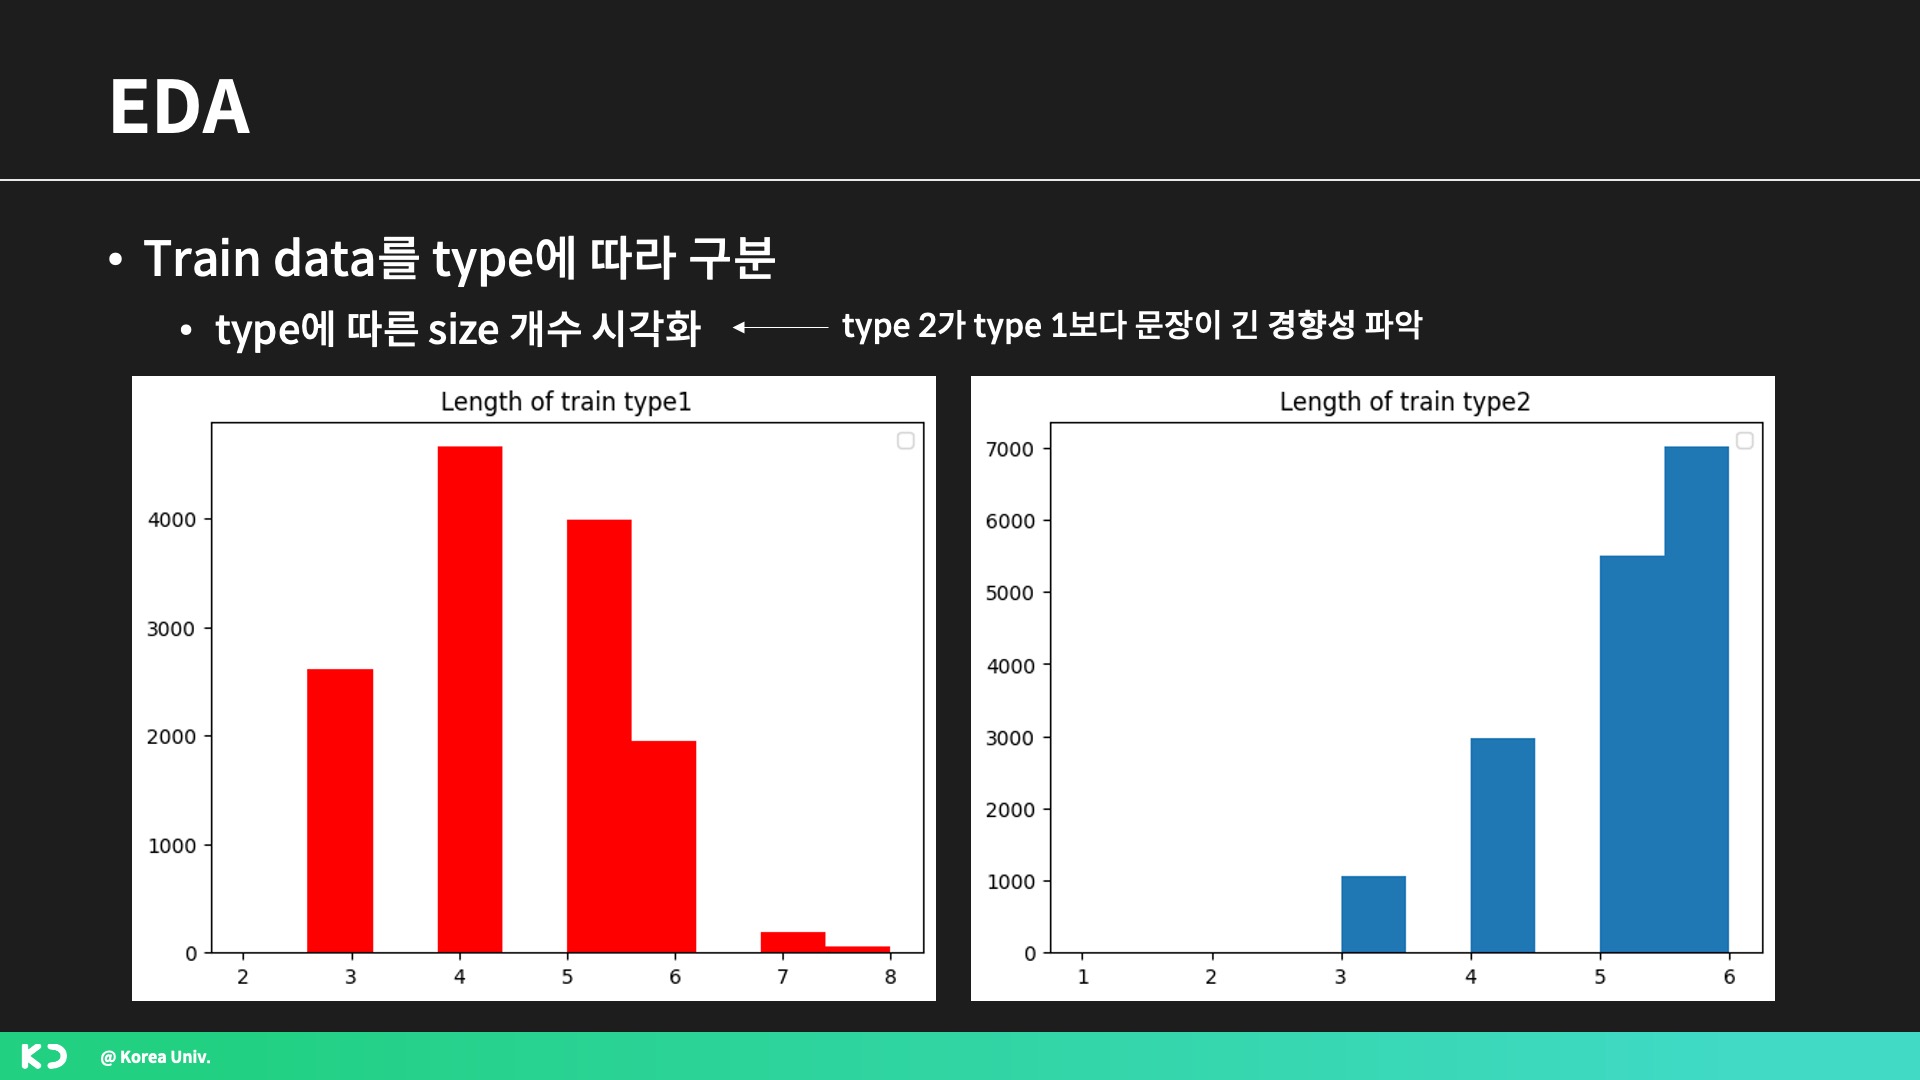 EDA
• Train data를 type에 따라 구분
• type에 따른 size 개수 시각화
type 2가 type 1보다 문장이 긴 경향성 파악
Length of train type1
4000
3000
2000
1000
0
2 3 4 5 6 7 8
Length of train type2
7000
6000
5000
4000
3000
2000
1000
0
1 2 3 4 5 6
@ Korea Univ.